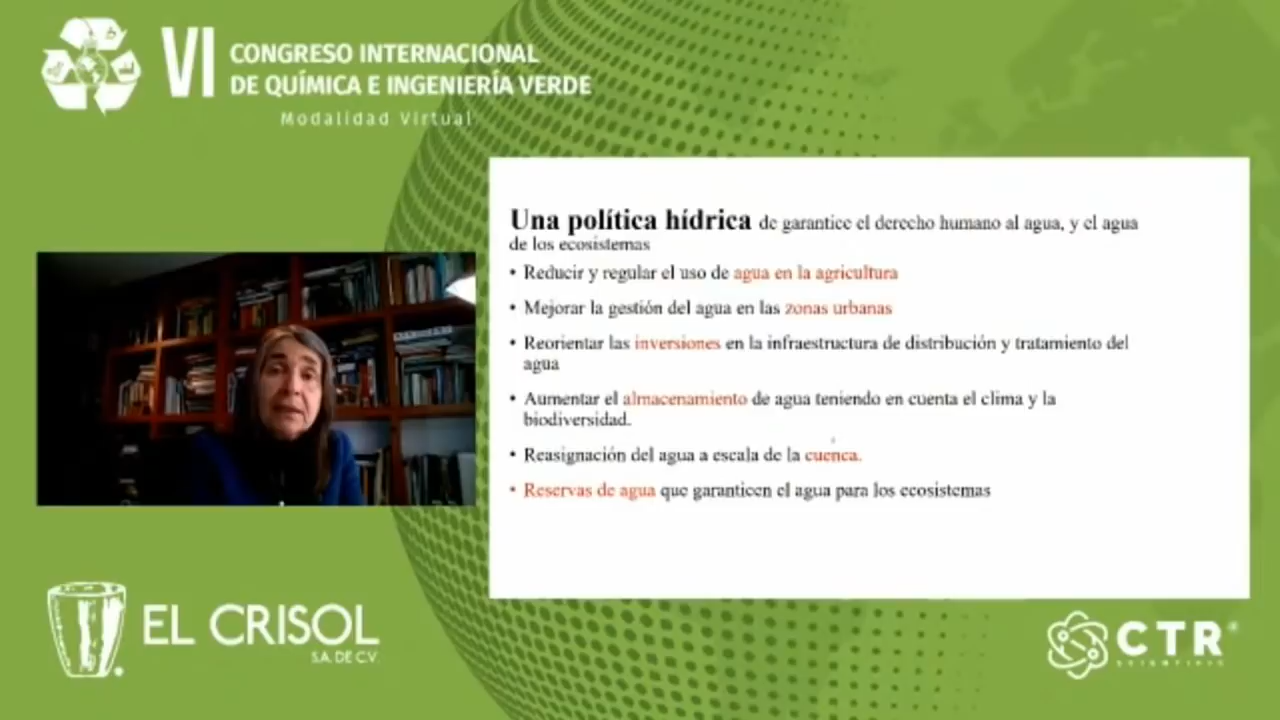 VI CONGRESO INTERNACIONAL
DE QUÍMICA E INGENIERÍA VERDE
Modalidad Virtual
Una política hídrica de garantice el derecho humano al agua, y el agua
de los ecosistemas
• Reducir y regular el uso de agua en la agricultura
• Mejorar la gestión del agua en las zonas urbanas
• Reorientar las inversiones en la infraestructura de distribución y tratamiento del
agua
• Aumentar el almacenamiento de agua teniendo en cuenta el clima y la
biodiversidad.
• Reasignación del agua a escala de la cuenca.
• Reservas de agua que garanticen el agua para los ecosistemas
EL CRISOL
S.A. DE C.V.
CTR
SCIENTIFIC